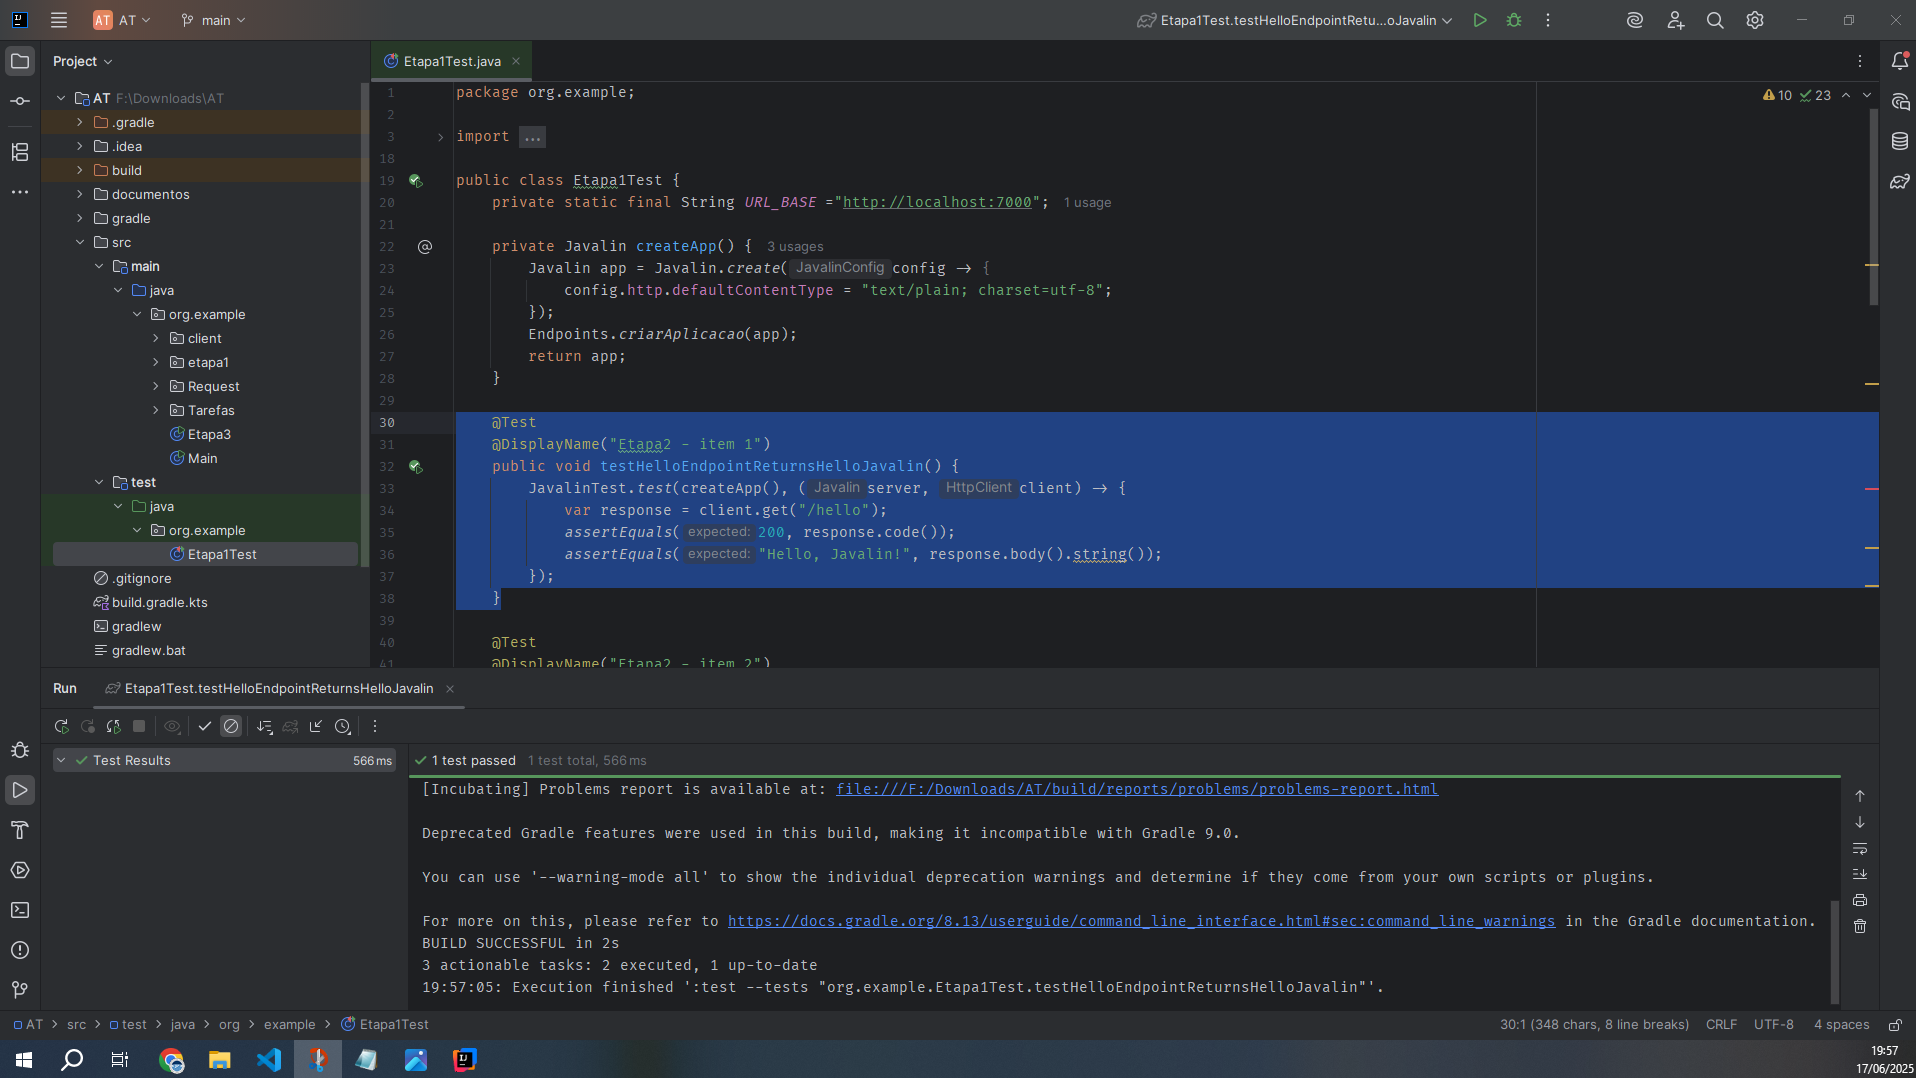 AT AT main Etapa1Test.testHelloEndpointRetu...oJavalin
Project
Etapa1Test.java
AT F:\Downloads\AT
.gradle
.idea
build
documentos
gradle
src
main
java
org.example
client
etapa1
Request
Tarefas
Etapa3
Main
test
java
org.example
Etapa1Test
.gitignore
build.gradle.kts
gradlew
gradlew.bat
10 23
1 package org.example;
2
3 import ...
18
19 public class Etapa1Test {
20 private static final String URL_BASE ="http://localhost:7000"; 1 usage
21
22 @ private Javalin createApp() { 3 usages
23 Javalin app = Javalin.create( JavalinConfig config -> {
24 config.http.defaultContentType = "text/plain; charset=utf-8";
25 });
26 Endpoints.criarAplicacao(app);
27 return app;
28 }
29
30 @Test
31 @DisplayName("Etapa2 - item 1")
32 public void testHelloEndpointReturnsHelloJavalin() {
33 JavalinTest.test(createApp(), ( Javalin server, HttpClient client) -> {
34 var response = client.get("/hello");
35 assertEquals( expected: 200, response.code());
36 assertEquals( expected: "Hello, Javalin!", response.body().string());
37 });
38 }
39
40 @Test
41 @DisplayName("Etapa2 - item 2")
Run Etapa1Test.testHelloEndpointReturnsHelloJavalin
Test Results 566 ms
1 test passed 1 test total, 566 ms
[Incubating] Problems report is available at: file:///F:/Downloads/AT/build/reports/problems/problems-report.html
Deprecated Gradle features were used in this build, making it incompatible with Gradle 9.0.
You can use '--warning-mode all' to show the individual deprecation warnings and determine if they come from your own scripts or plugins.
For more on this, please refer to https://docs.gradle.org/8.13/userguide/command_line_interface.html#sec:command_line_warnings in the Gradle documentation.
BUILD SUCCESSFUL in 2s
3 actionable tasks: 2 executed, 1 up-to-date
19:57:05: Execution finished ':test --tests "org.example.Etapa1Test.testHelloEndpointReturnsHelloJavalin"'.
AT > src > test > java > org > example > Etapa1Test
30:1 (348 chars, 8 line breaks) CRLF UTF-8 4 spaces
19:57
17/06/2025